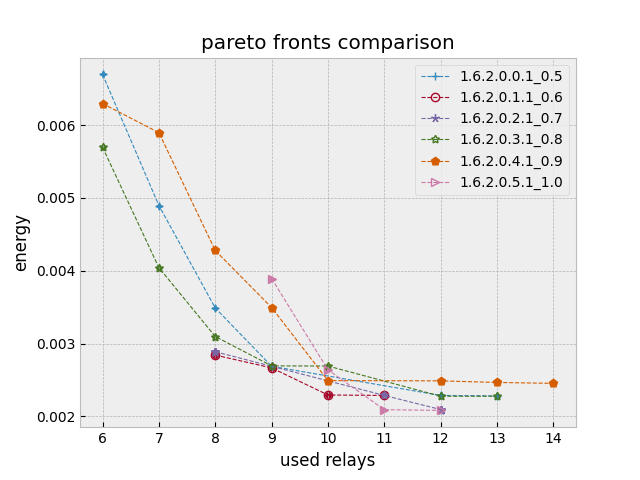 pareto fronts comparison
1.6.2.0.0.1_0.5
1.6.2.0.1.1_0.6
1.6.2.0.2.1_0.7
1.6.2.0.3.1_0.8
1.6.2.0.4.1_0.9
1.6.2.0.5.1_1.0
energy
0.006
0.005
0.004
0.003
0.002
6 7 8 9 10 11 12 13 14
used relays